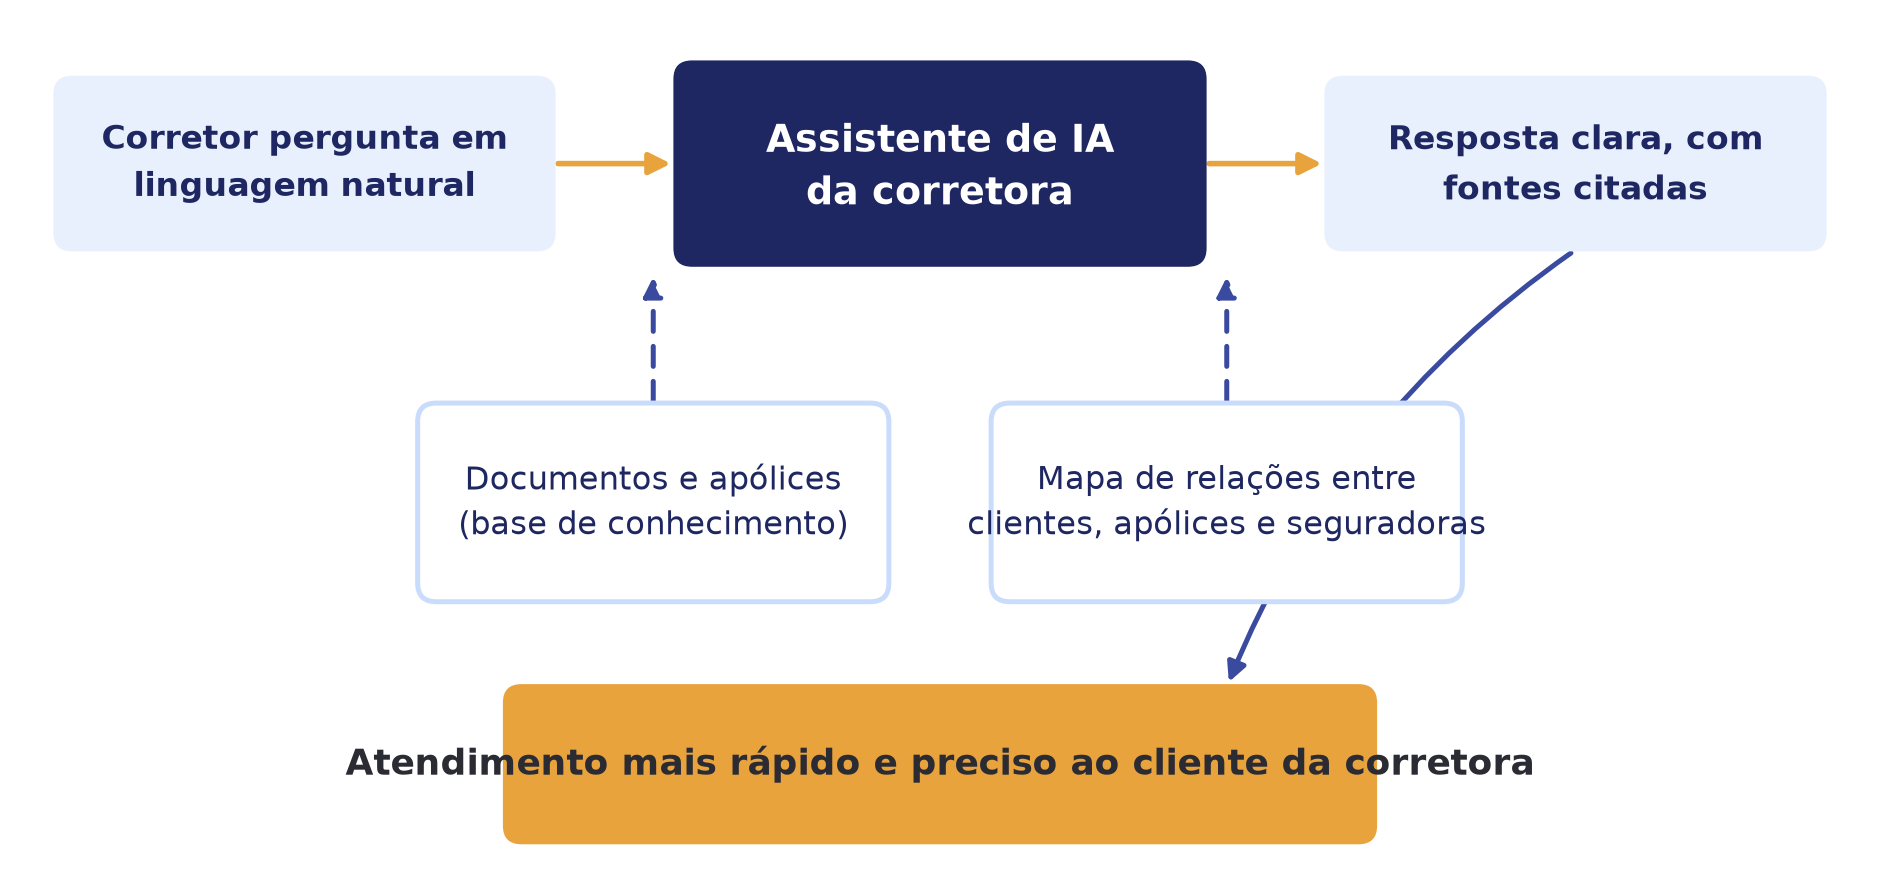 Corretor pergunta em
linguagem natural
Assistente de IA
da corretora
Resposta clara, com
fontes citadas
Documentos e apólices
(base de conhecimento)
Mapa de relações entre
clientes, apólices e seguradoras
Atendimento mais rápido e preciso ao cliente da corretora